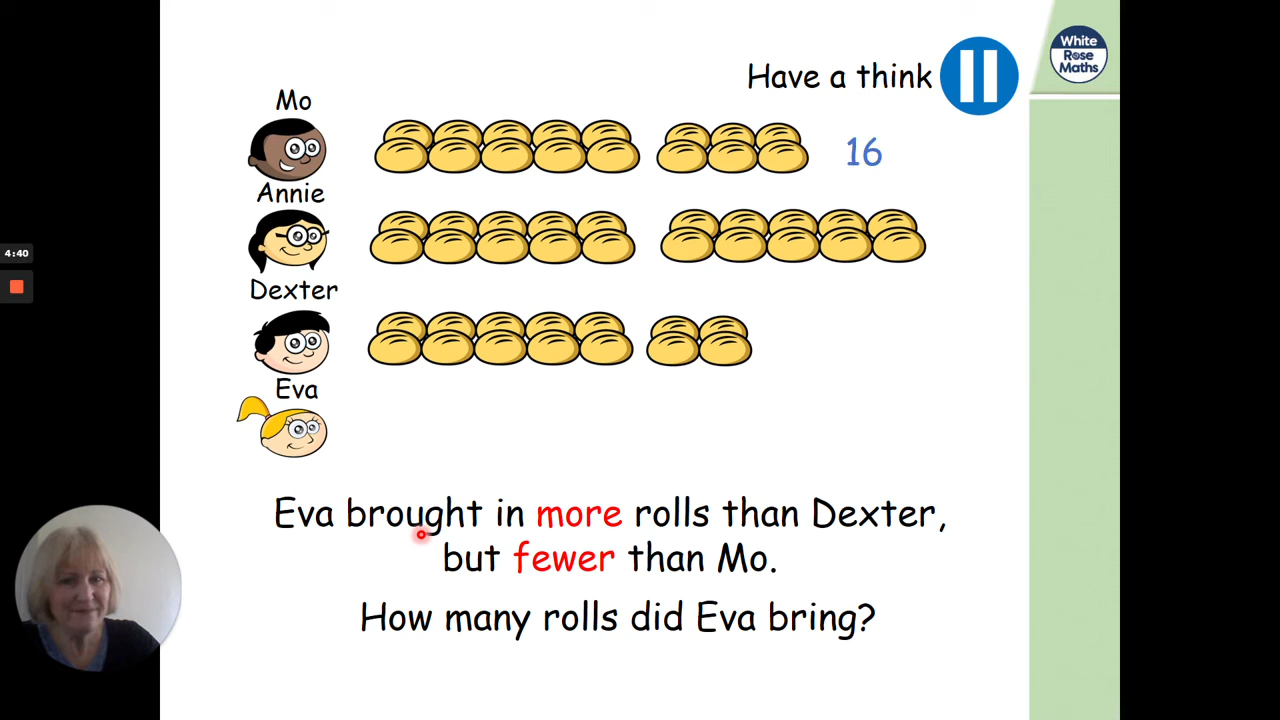 Have a think
White
Rose
Maths
Mo
16
Annie
4:40
Dexter
Eva
Eva brought in more rolls than Dexter,
but fewer than Mo.
How many rolls did Eva bring?